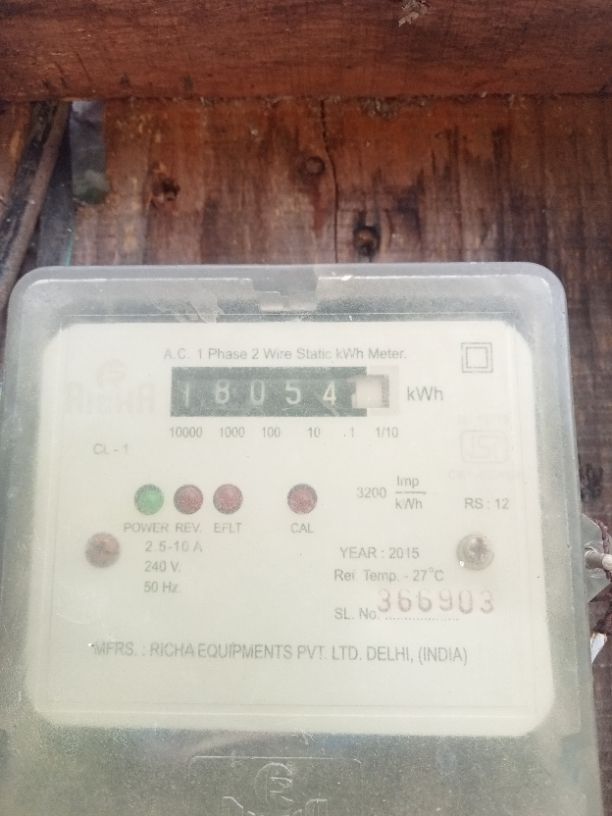 A.C. 1 Phase 2 Wire Static kWh Meter.
RICHA
18054 kWh
10000 1000 100 10 1 1/10
CL - 1
3200 Imp/kWh
RS : 12
POWER REV. EFLT CAL
2.5-10 A
240 V.
50 Hz.
YEAR : 2015
Ref. Temp. - 27°C
SL. No. 366903
MFRS. : RICHA EQUIPMENTS PVT. LTD. DELHI, (INDIA)